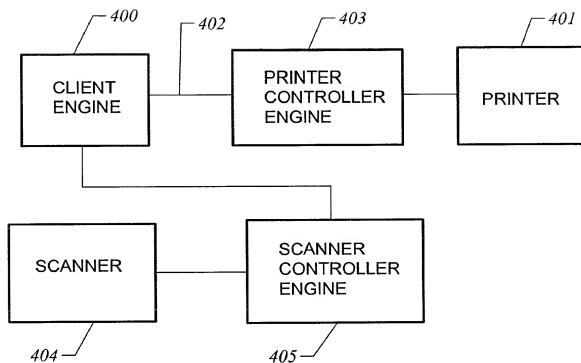 400
402
403
401
CLIENT
ENGINE
PRINTER
CONTROLLER
ENGINE
PRINTER
SCANNER
SCANNER
CONTROLLER
ENGINE
404
405